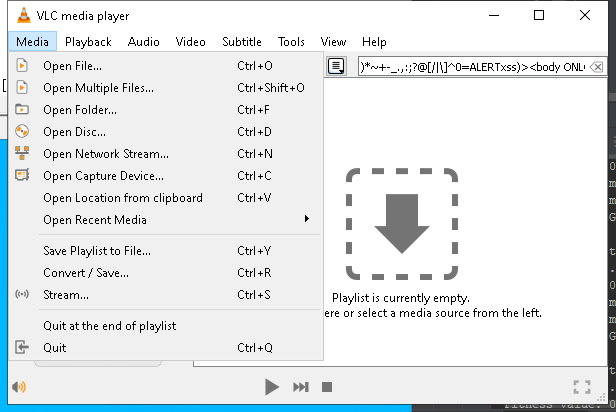 VLC media player
Media Playback Audio Video Subtitle Tools View Help
)*~+-_.,:;?@[/|\]^0=ALERTxss)><body ONL
Open File... Ctrl+O
Open Multiple Files... Ctrl+Shift+O
Open Folder... Ctrl+F
Open Disc... Ctrl+D
Open Network Stream... Ctrl+N
Open Capture Device... Ctrl+C
Open Location from clipboard Ctrl+V
Open Recent Media
Save Playlist to File... Ctrl+Y
Convert / Save... Ctrl+R
Stream... Ctrl+S
Quit at the end of playlist
Quit Ctrl+Q
Playlist is currently empty.
ere or select a media source from the left.